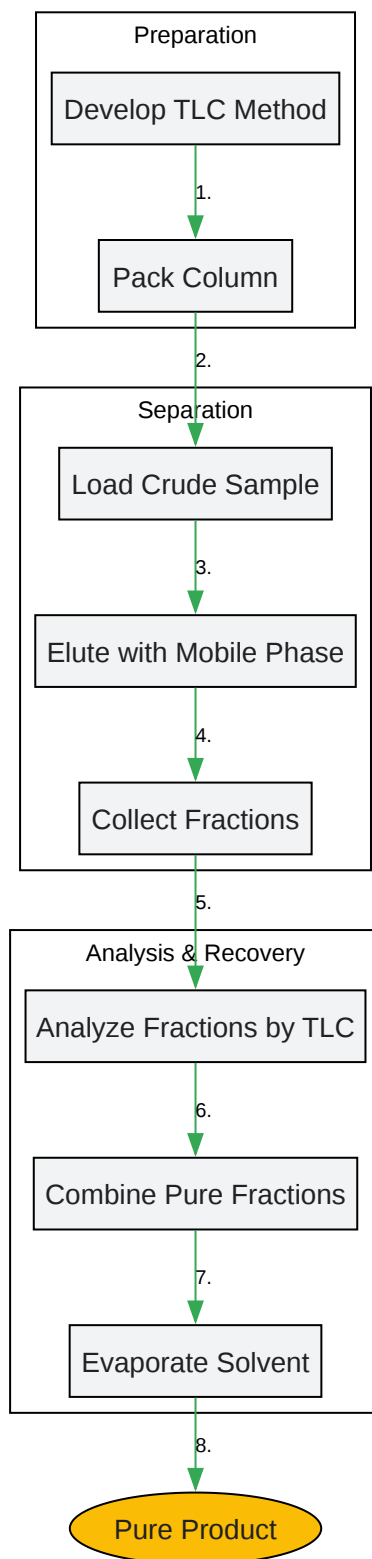 Preparation
Develop TLC Method
1.
Pack Column
2.
Separation
Load Crude Sample
3.
Elute with Mobile Phase
4.
Collect Fractions
5.
Analysis & Recovery
Analyze Fractions by TLC
6.
Combine Pure Fractions
7.
Evaporate Solvent
8.
Pure Product